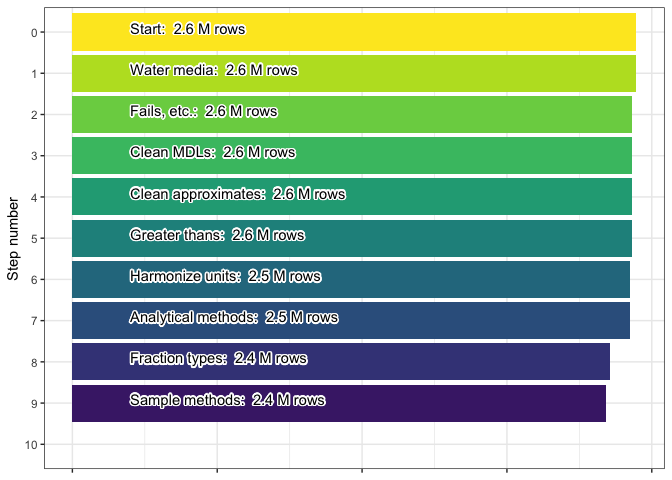 Step number
0
Start:  2.6 M rows
1
Water media:  2.6 M rows
2
Fails, etc.:  2.6 M rows
3
Clean MDLs:  2.6 M rows
4
Clean approximates:  2.6 M rows
5
Greater thans:  2.6 M rows
6
Harmonize units:  2.5 M rows
7
Analytical methods:  2.5 M rows
8
Fraction types:  2.4 M rows
9
Sample methods:  2.4 M rows
10